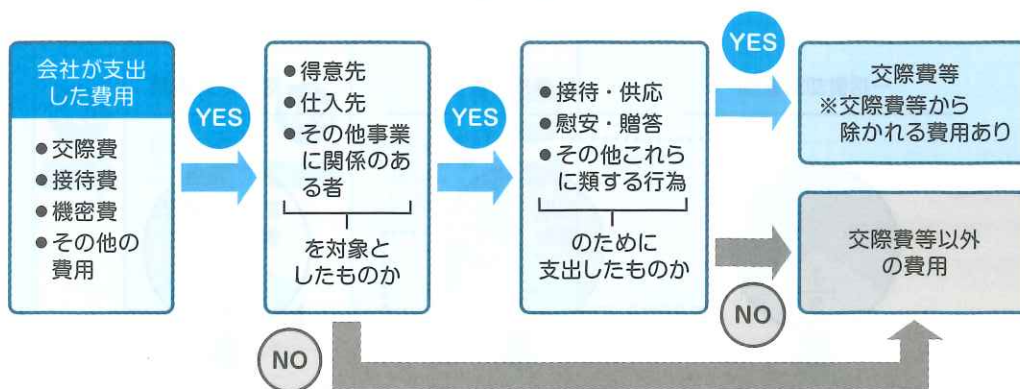 会社が支出
した費用
●交際費
●接待費
●機密費
●その他の
費用
YES
●得意先
●仕入先
●その他事業
に関係のあ
る者
を対象と
したものか
YES
●接待・供応
●慰安・贈答
●その他これら
に類する行為
のために
支出したものか
YES
交際費等
※交際費等から
除かれる費用あり
NO
交際費等以外
の費用
NO